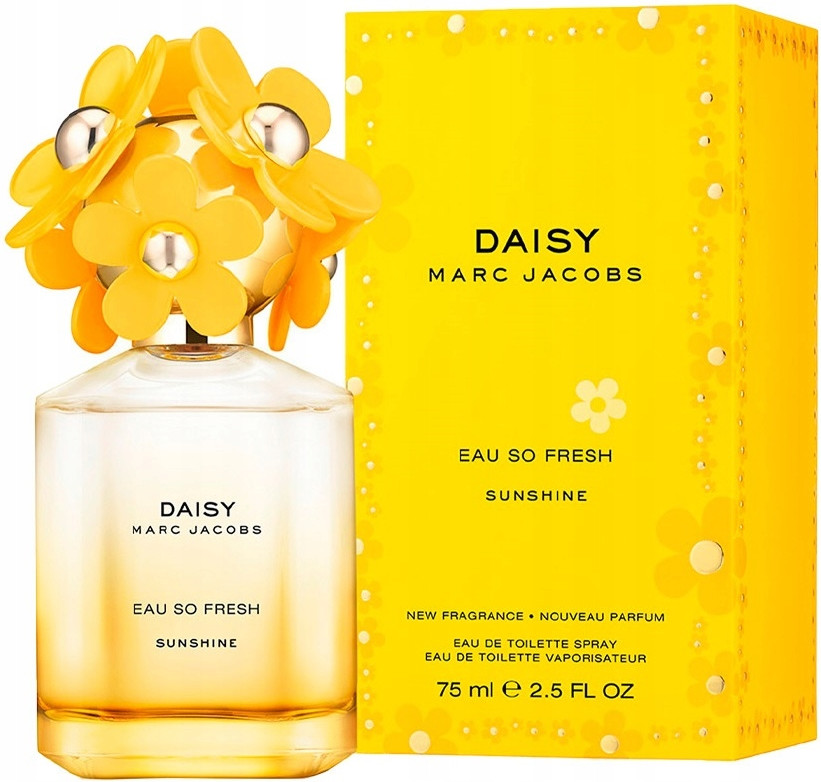 DAISY
MARC JACOBS
EAU SO FRESH
SUNSHINE
DAISY
MARC JACOBS
EAU SO FRESH
SUNSHINE
NEW FRAGRANCE • NOUVEAU PARFUM
EAU DE TOILETTE SPRAY
EAU DE TOILETTE VAPORISATEUR
75 ml ℮ 2.5 FL OZ